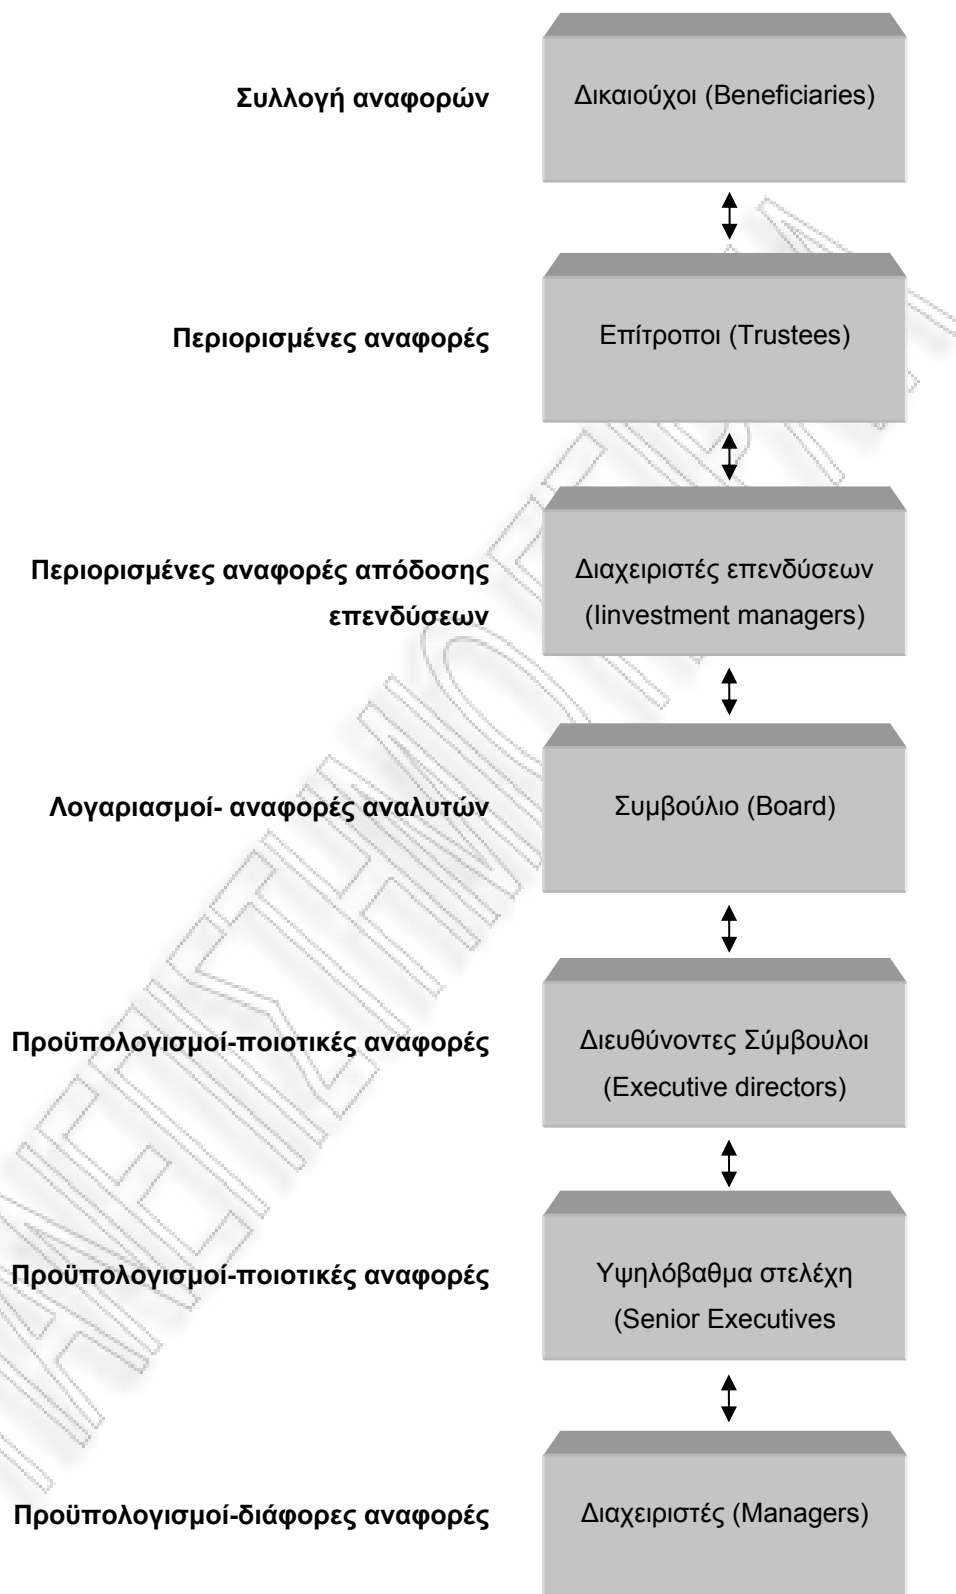 Συλλογή αναφορών
Δικαιούχοι (Beneficiaries)
Περιορισμένες αναφορές
Επίτροποι (Trustees)
Περιορισμένες αναφορές απόδοσης
επενδύσεων
Διαχειριστές επενδύσεων
(Iinvestment managers)
Λογαριασμοί- αναφορές αναλυτών
Συμβούλιο (Board)
Προϋπολογισμοί-ποιοτικές αναφορές
Διευθύνοντες Σύμβουλοι
(Executive directors)
Προϋπολογισμοί-ποιοτικές αναφορές
Υψηλόβαθμα στελέχη
(Senior Executives
Προϋπολογισμοί-διάφορες αναφορές
Διαχειριστές (Managers)